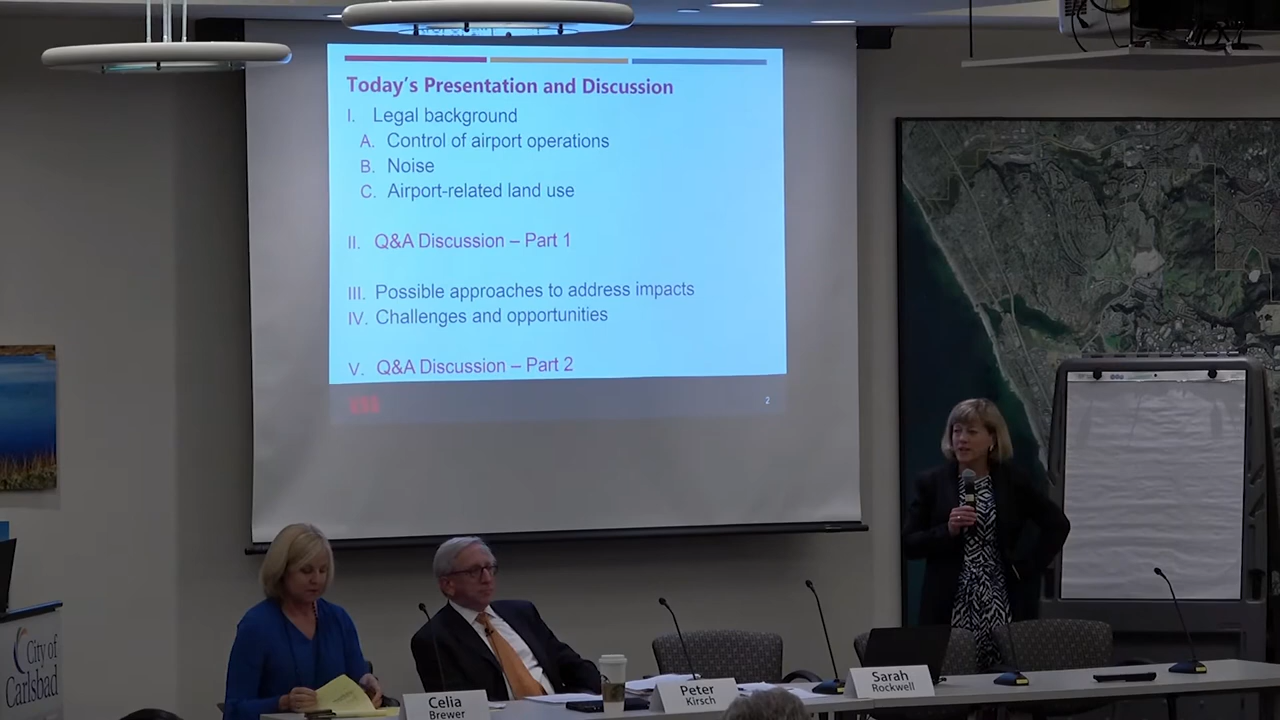 Today's Presentation and Discussion
I. Legal background
A. Control of airport operations
B. Noise
C. Airport-related land use
II. Q&A Discussion – Part 1
III. Possible approaches to address impacts
IV. Challenges and opportunities
V. Q&A Discussion – Part 2
2
City of
Carlsbad
Celia
Brewer
Peter
Kirsch
Sarah
Rockwell